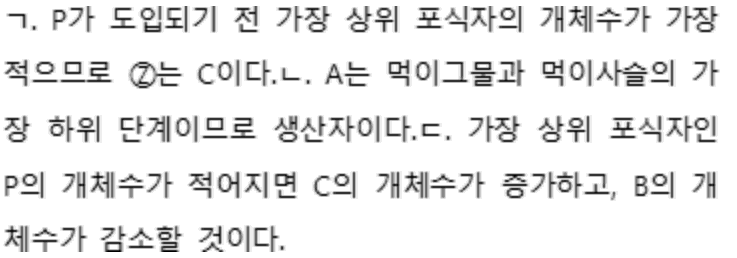 ㄱ. P가 도입되기 전 가장 상위 포식자의 개체수가 가장
적으므로 ⓩ는 C이다.ㄴ. A는 먹이그물과 먹이사슬의 가
장 하위 단계이므로 생산자이다.ㄷ. 가장 상위 포식자인
P의 개체수가 적어지면 C의 개체수가 증가하고, B의 개
체수가 감소할 것이다.